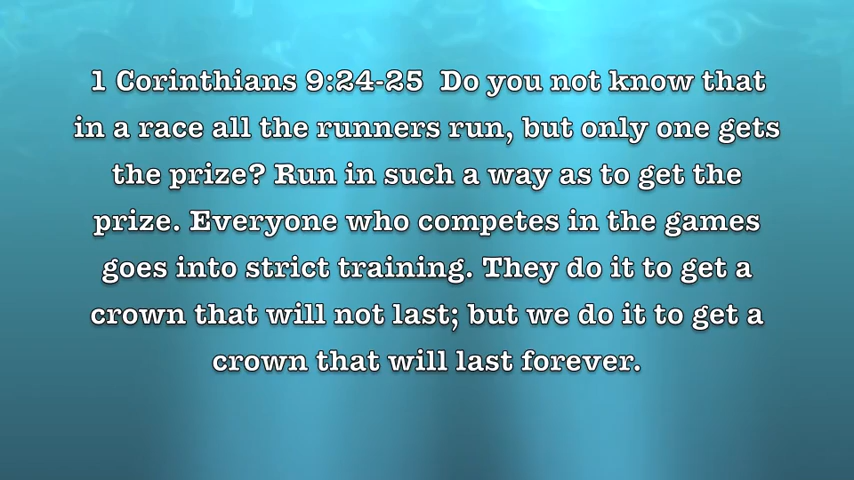 1 Corinthians 9:24-25  Do you not know that
in a race all the runners run, but only one gets
the prize? Run in such a way as to get the
prize. Everyone who competes in the games
goes into strict training. They do it to get a
crown that will not last; but we do it to get a
crown that will last forever.